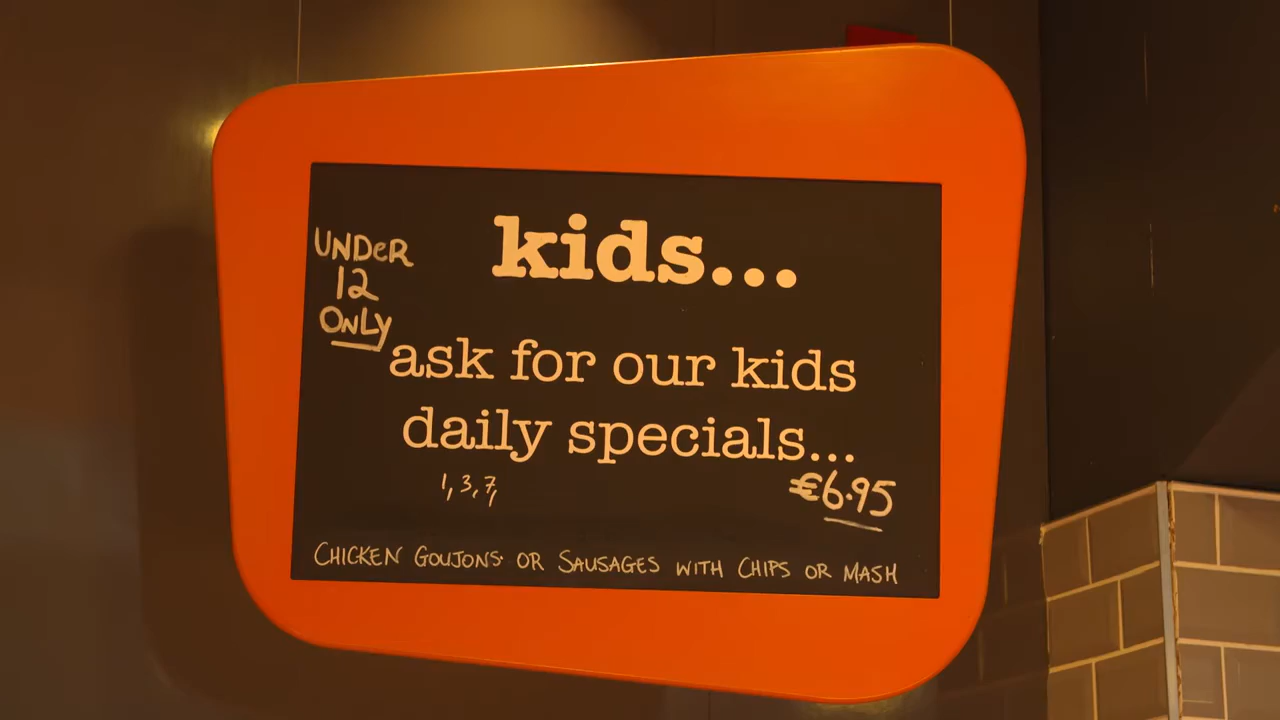 kids...
UNDER
12
ONLY
ask for our kids
daily specials...
1, 3, 7,
€6.95
CHICKEN GOUJONS OR SAUSAGES WITH CHIPS OR MASH